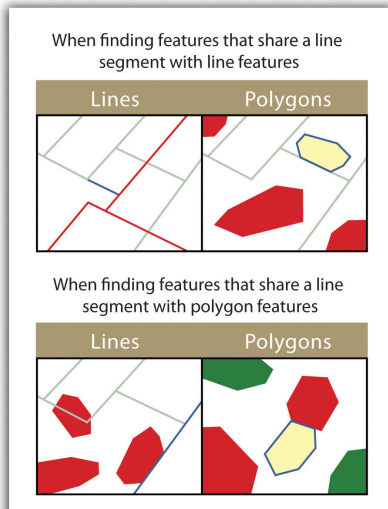 When finding features that share a line
segment with line features
Lines
Polygons
When finding features that share a line
segment with polygon features
Lines
Polygons